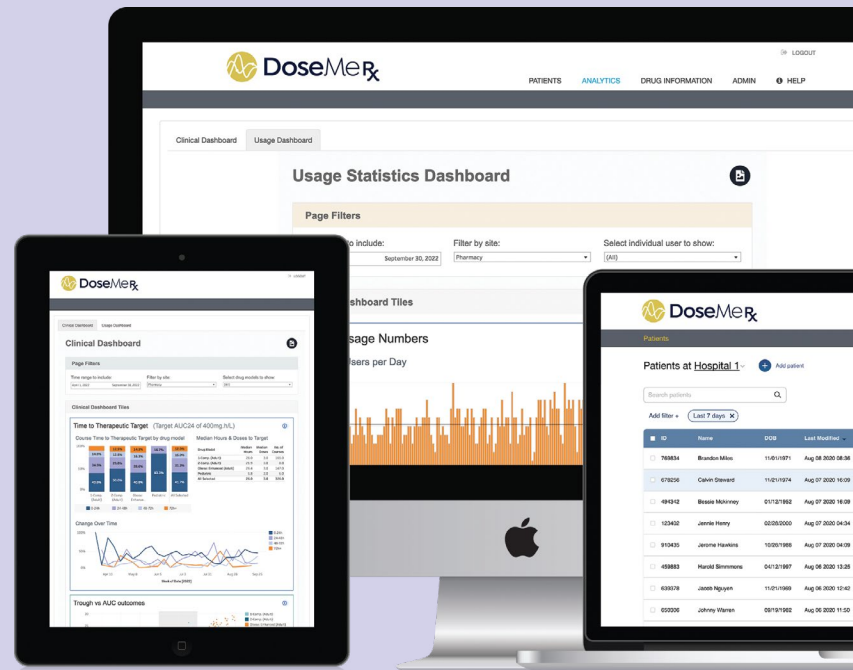 LOGOUT
DoseMeRx
PATIENTS ANALYTICS DRUG INFORMATION ADMIN HELP
Clinical Dashboard Usage Dashboard
Usage Statistics Dashboard
Page Filters
to include: Filter by site: Select individual user to show:
September 30, 2022 Pharmacy (All)
shboard Tiles
sage Numbers
sers per Day
DoseMeRx
Clinical Dashboard Usage Dashboard
Clinical Dashboard
Page Filters
Time range to include: Filter by site: Select drug models to show:
Clinical Dashboard Tiles
Time to Therapeutic Target (Target AUC24 of 400mg.h/L)
Course Time to Therapeutic Target by drug model Median Hours & Doses to Target
Change Over Time
Trough vs AUC outcomes
DoseMeRx
Patients
Patients at Hospital 1 Add patient
Search patients
Add filter Last 7 days
ID Name DOB Last Modified
760834 Brandon Miles 11/01/1971 Aug 08 2020 08:36
678256 Calvin Steward 11/21/1974 Aug 07 2020 16:09
494342 Bessie Mckinney 01/12/1952 Aug 07 2020 16:09
123402 Jennie Henry 02/28/2000 Aug 07 2020 04:34
910435 Jerome Hawkins 10/26/1986 Aug 07 2020 04:09
459883 Harold Simmmons 04/12/1997 Aug 06 2020 13:25
639078 Jacob Nguyen 11/21/1989 Aug 06 2020 12:42
650006 Johnny Warren 09/19/1982 Aug 06 2020 11:50